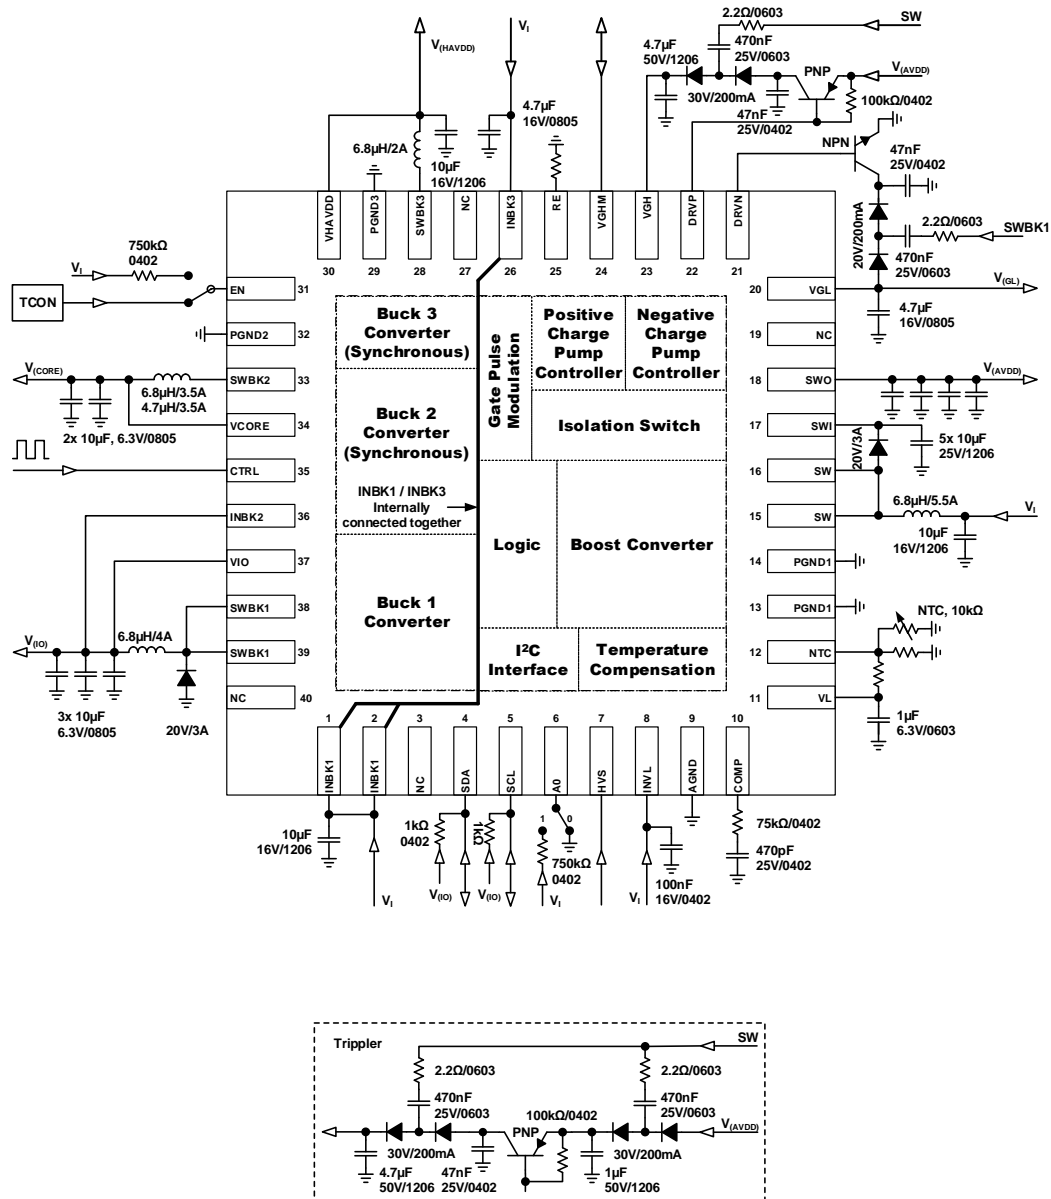 2.2Ω/0603
SW
V(HAVDD)
VI
4.7µF
50V/1206
470nF
25V/0603
PNP
V(AVDD)
30V/200mA
100kΩ/0402
47nF
25V/0402
4.7µF
16V/0805
6.8µH/2A
10µF
16V/1206
NPN
47nF
25V/0402
VHAVDD
PGND3
SWBK3
NC
INBK3
RE
VGHM
VGH
DRVP
DRVN
30
29
28
27
26
25
24
23
22
21
20V/200mA
2.2Ω/0603
SWBK1
470nF
25V/0603
750kΩ
0402
VI
TCON
EN
31
PGND2
32
V(CORE)
SWBK2
33
6.8µH/3.5A
4.7µH/3.5A
2x 10µF, 6.3V/0805
VCORE
34
CTRL
35
INBK2
36
VIO
37
SWBK1
38
V(IO)
6.8µH/4A
SWBK1
39
NC
40
3x 10µF
6.3V/0805
20V/3A
Buck 3
Converter
(Synchronous)
Buck 2
Converter
(Synchronous)
INBK1 / INBK3
Internally
connected together
Buck 1
Converter
Gate Pulse
Modulation
Positive
Charge
Pump
Controller
Negative
Charge
Pump
Controller
Isolation Switch
Logic
Boost Converter
I²C
Interface
Temperature
Compensation
20
VGL
V(GL)
4.7µF
16V/0805
19
NC
18
SWO
V(AVDD)
17
SWI
5x 10µF
25V/1206
20V/3A
16
SW
6.8µH/5.5A
15
SW
VI
10µF
16V/1206
14
PGND1
13
PGND1
NTC, 10kΩ
12
NTC
11
VL
1µF
6.3V/0603
1
2
3
4
5
6
7
8
9
10
INBK1
INBK1
NC
SDA
SCL
A0
HVS
INVL
AGND
COMP
10µF
16V/1206
VI
1kΩ
0402
V(IO)
1kΩ
V(IO)
1
0
750kΩ
0402
VI
VI
100nF
16V/0402
75kΩ/0402
470pF
25V/0402
Trippler
SW
2.2Ω/0603
2.2Ω/0603
470nF
25V/0603
470nF
25V/0603
100kΩ/0402
PNP
V(AVDD)
30V/200mA
30V/200mA
4.7µF
50V/1206
47nF
25V/0402
1µF
50V/1206